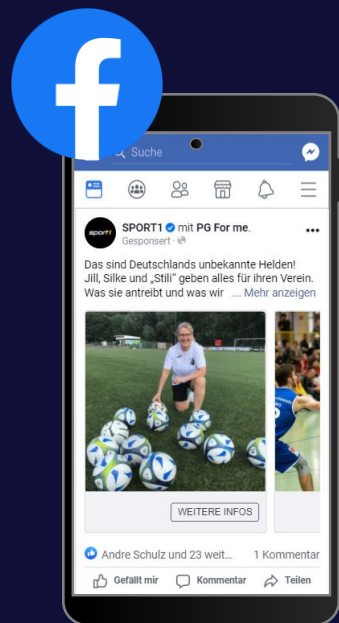 Suche
sport1
SPORT1 mit PG For me.
Gesponsert ·
Das sind Deutschlands unbekannte Helden!
Jill, Silke und „Stili“ geben alles für ihren Verein.
Was sie antreibt und was wir ... Mehr anzeigen
WEITERE INFOS
Andre Schulz und 23 weit... 1 Kommentar
Gefällt mir Kommentar Teilen